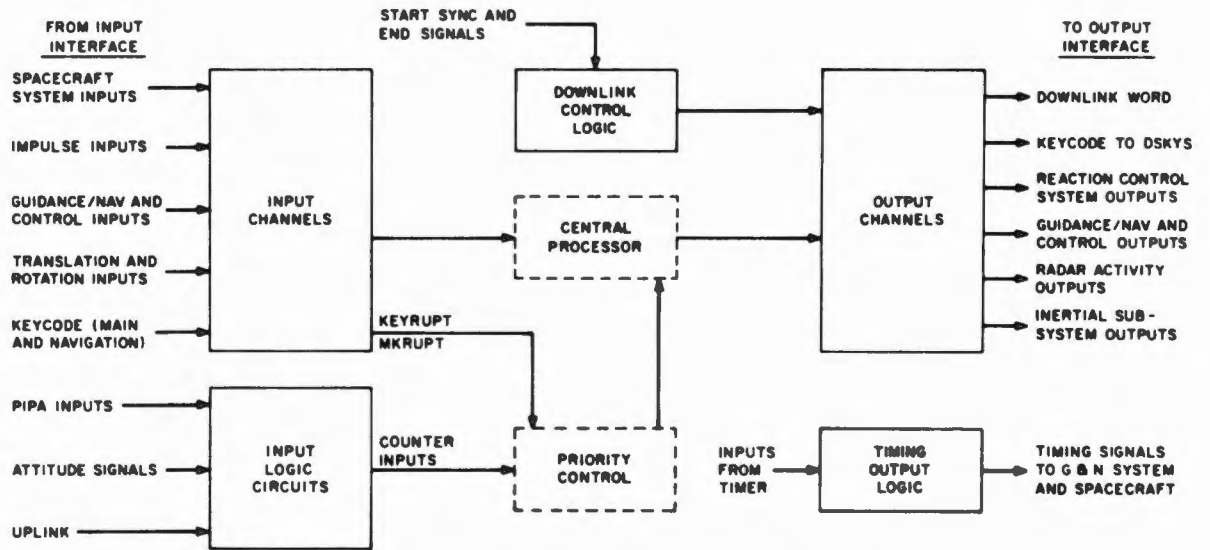 FROM INPUT
INTERFACE
SPACECRAFT
SYSTEM INPUTS
IMPULSE INPUTS
GUIDANCE/NAV AND
CONTROL INPUTS
TRANSLATION AND
ROTATION INPUTS
KEYCODE (MAIN
AND NAVIGATION)
INPUT
CHANNELS
START SYNC AND
END SIGNALS
DOWNLINK
CONTROL
LOGIC
CENTRAL
PROCESSOR
KEYRUPT
MKRUPT
OUTPUT
CHANNELS
TO OUTPUT
INTERFACE
DOWNLINK WORD
KEYCODE TO DSKYS
REACTION CONTROL
SYSTEM OUTPUTS
GUIDANCE/NAV AND
CONTROL OUTPUTS
RADAR ACTIVITY
OUTPUTS
INERTIAL SUB-
SYSTEM OUTPUTS
PIPA INPUTS
ATTITUDE SIGNALS
UPLINK
INPUT
LOGIC
CIRCUITS
COUNTER
INPUTS
PRIORITY
CONTROL
INPUTS
FROM
TIMER
TIMING
OUTPUT
LOGIC
TIMING SIGNALS
TO G & N SYSTEM
AND SPACECRAFT